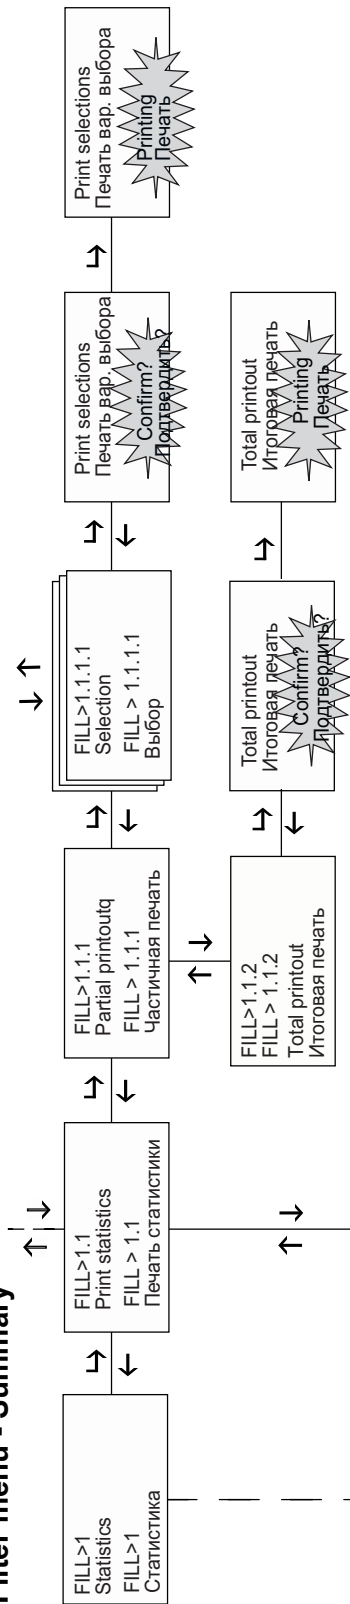 Filler menu - Summary
FILL>1
Statistics
FILL>1
Статистика
FILL>1.1
Print statistics
FILL > 1.1
Печать статистики
FILL>1.1.1
Partial printoutq
FILL > 1.1.1
Частичная печать
FILL>1.1.1.1
Selection
FILL > 1.1.1.1
Выбор
Print selections
Печать вар. выбора
Confirm?
Подтвердить?
Print selections
Печать вар. выбора
Printing
Печать
FILL>1.1.2
FILL > 1.1.2
Total printout
Итоговая печать
Total printout
Итоговая печать
Confirm?
Подтвердить?
Total printout
Итоговая печать
Printing
Печать